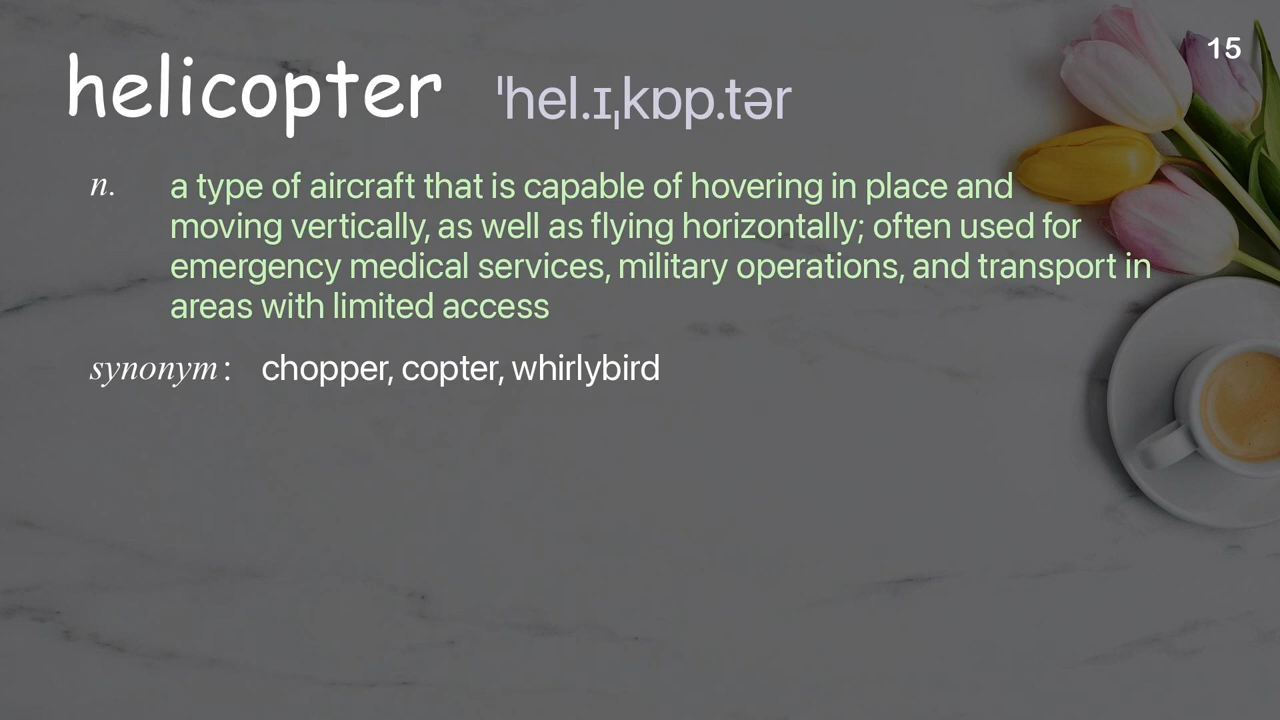 15
helicopter ˈhel.ɪˌkɒp.tər
n. a type of aircraft that is capable of hovering in place and
moving vertically, as well as flying horizontally; often used for
emergency medical services, military operations, and transport in
areas with limited access
synonym: chopper, copter, whirlybird